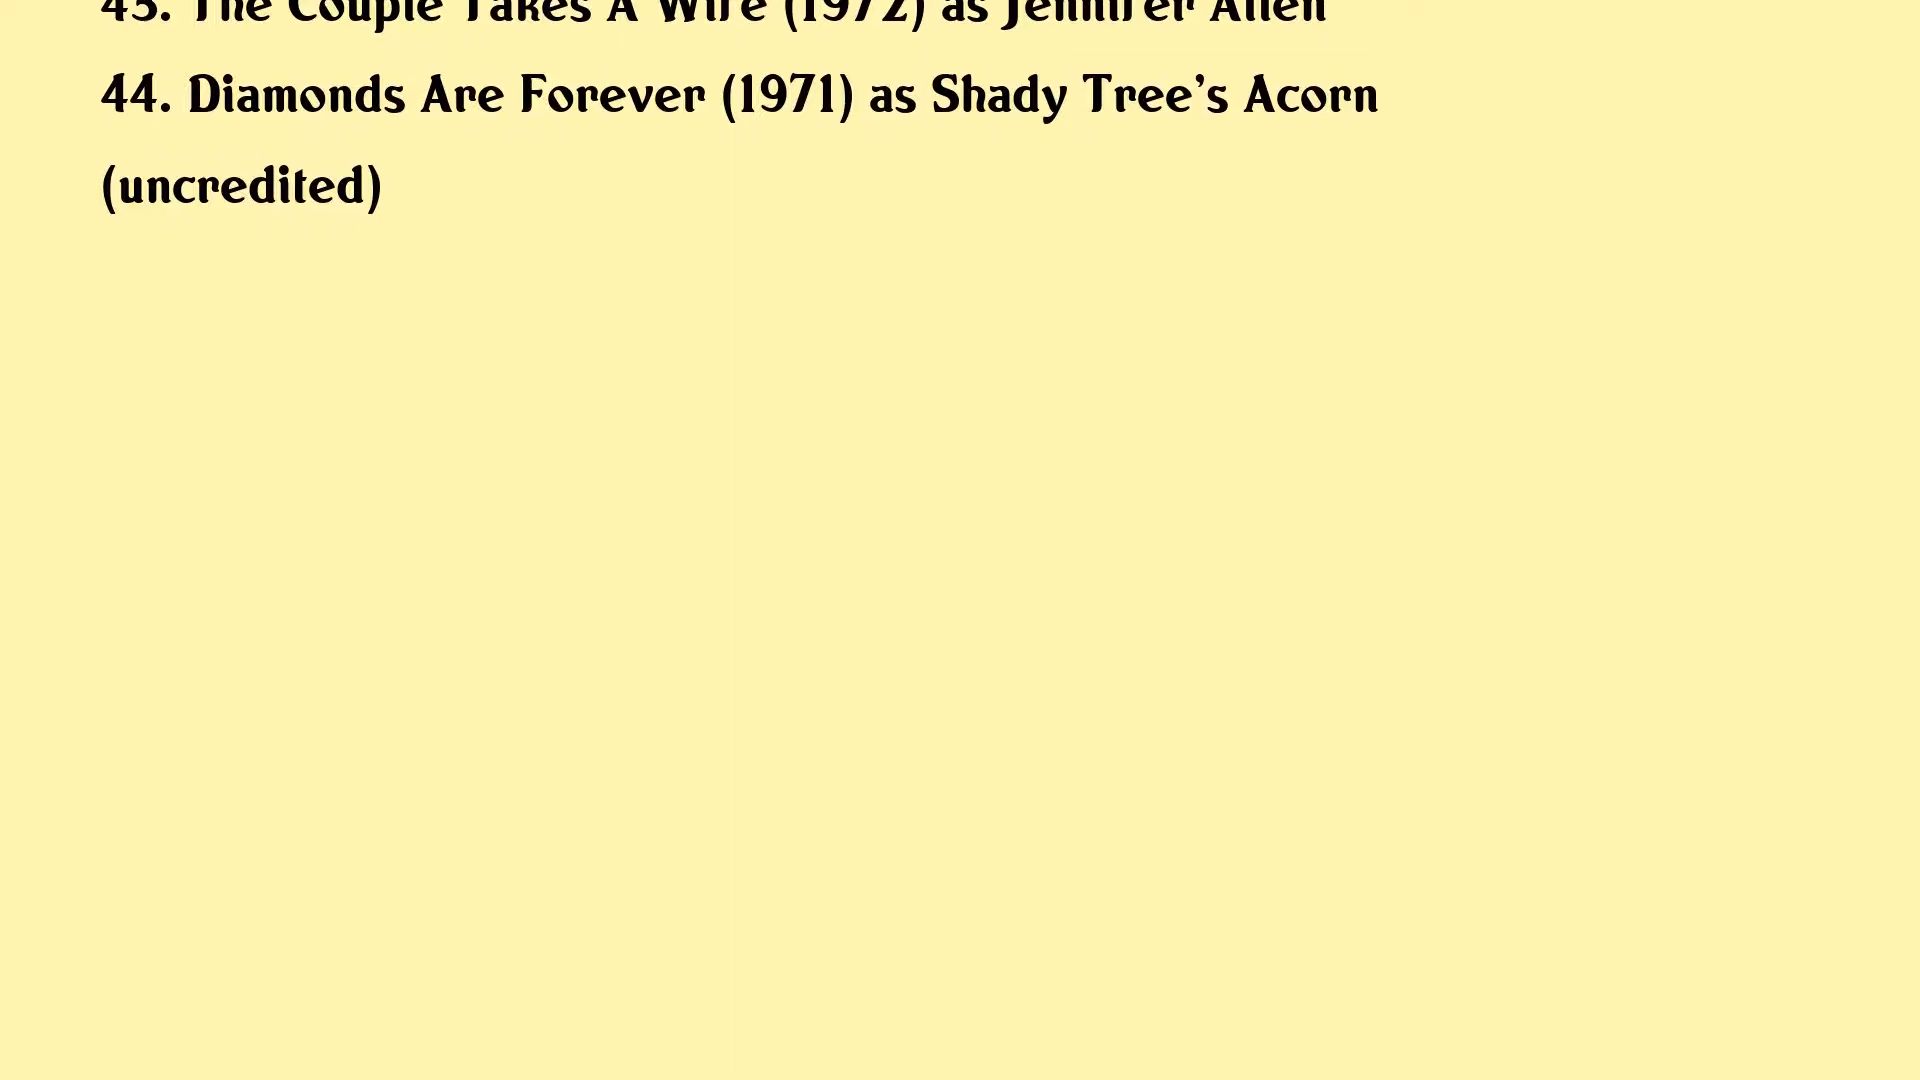 43. The Couple Takes A Wife (1972) as Jennifer Allen
44. Diamonds Are Forever (1971) as Shady Tree's Acorn
(uncredited)